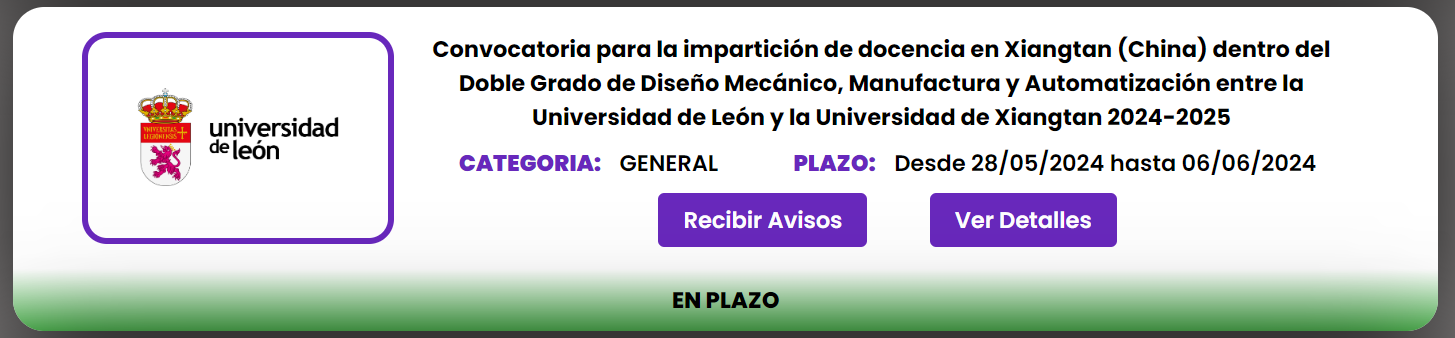 Convocatoria para la impartición de docencia en Xiangtan (China) dentro del
Doble Grado de Diseño Mecánico, Manufactura y Automatización entre la
Universidad de León y la Universidad de Xiangtan 2024-2025
UNIVERSITAS
LEGIONENSIS
universidad
de león
CATEGORIA: GENERAL PLAZO: Desde 28/05/2024 hasta 06/06/2024
Recibir Avisos Ver Detalles
EN PLAZO